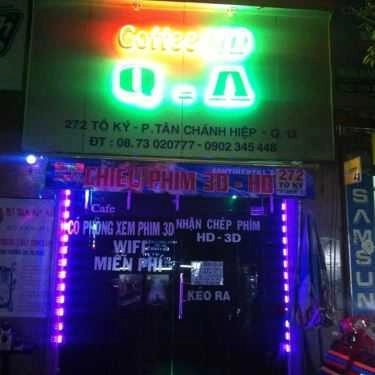 Coffee HD
Q - A
272 TÔ KÝ - P. TÂN CHÁNH HIỆP - Q. 12
ĐT : 08. 73 020777 - 0902 345 448
CHIẾU PHIM 3D - HD
272
TÔ KÝ
Cafe
CÓ PHÒNG XEM PHIM 3D
WIFI
MIỄN PHÍ
NHẬN CHÉP PHIM
HD - 3D
KÉO RA
SAMSUN